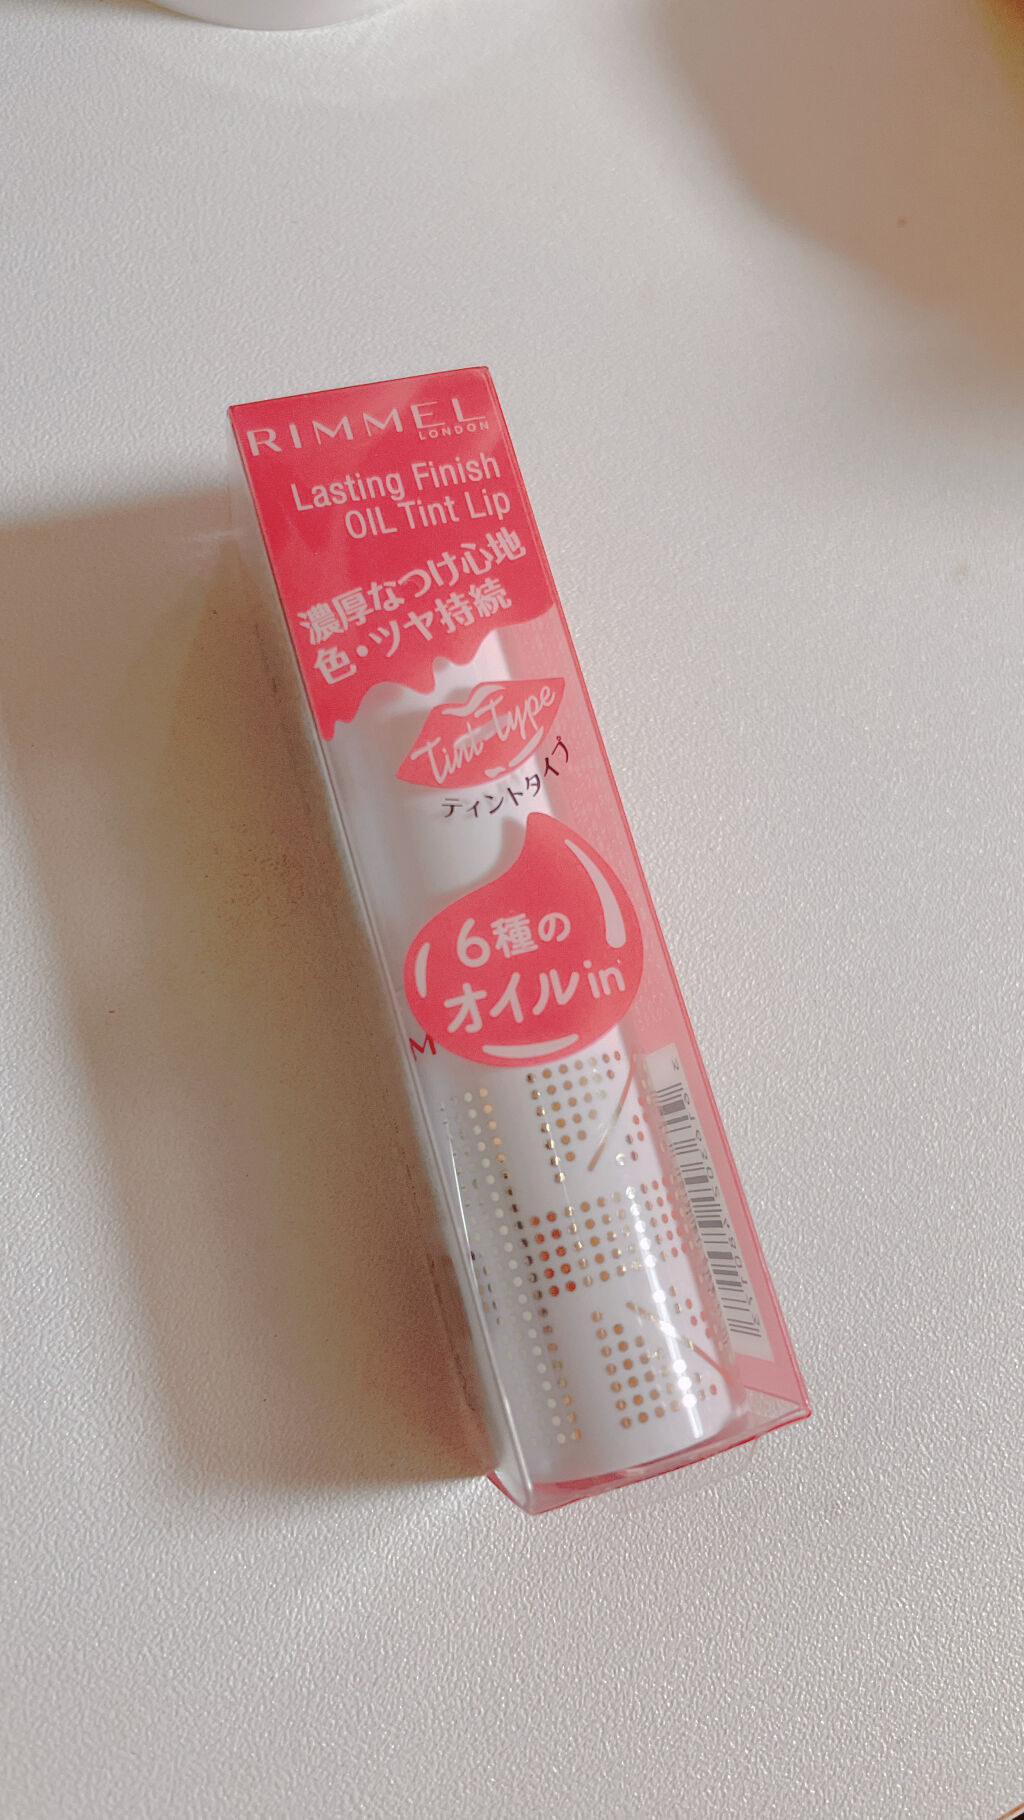 RIMMEL
LONDON
Lasting Finish
OIL Tint Lip
濃厚なつけ心地
色・ツヤ持続
Tint Type
ティントタイプ
6種の
オイルin
M